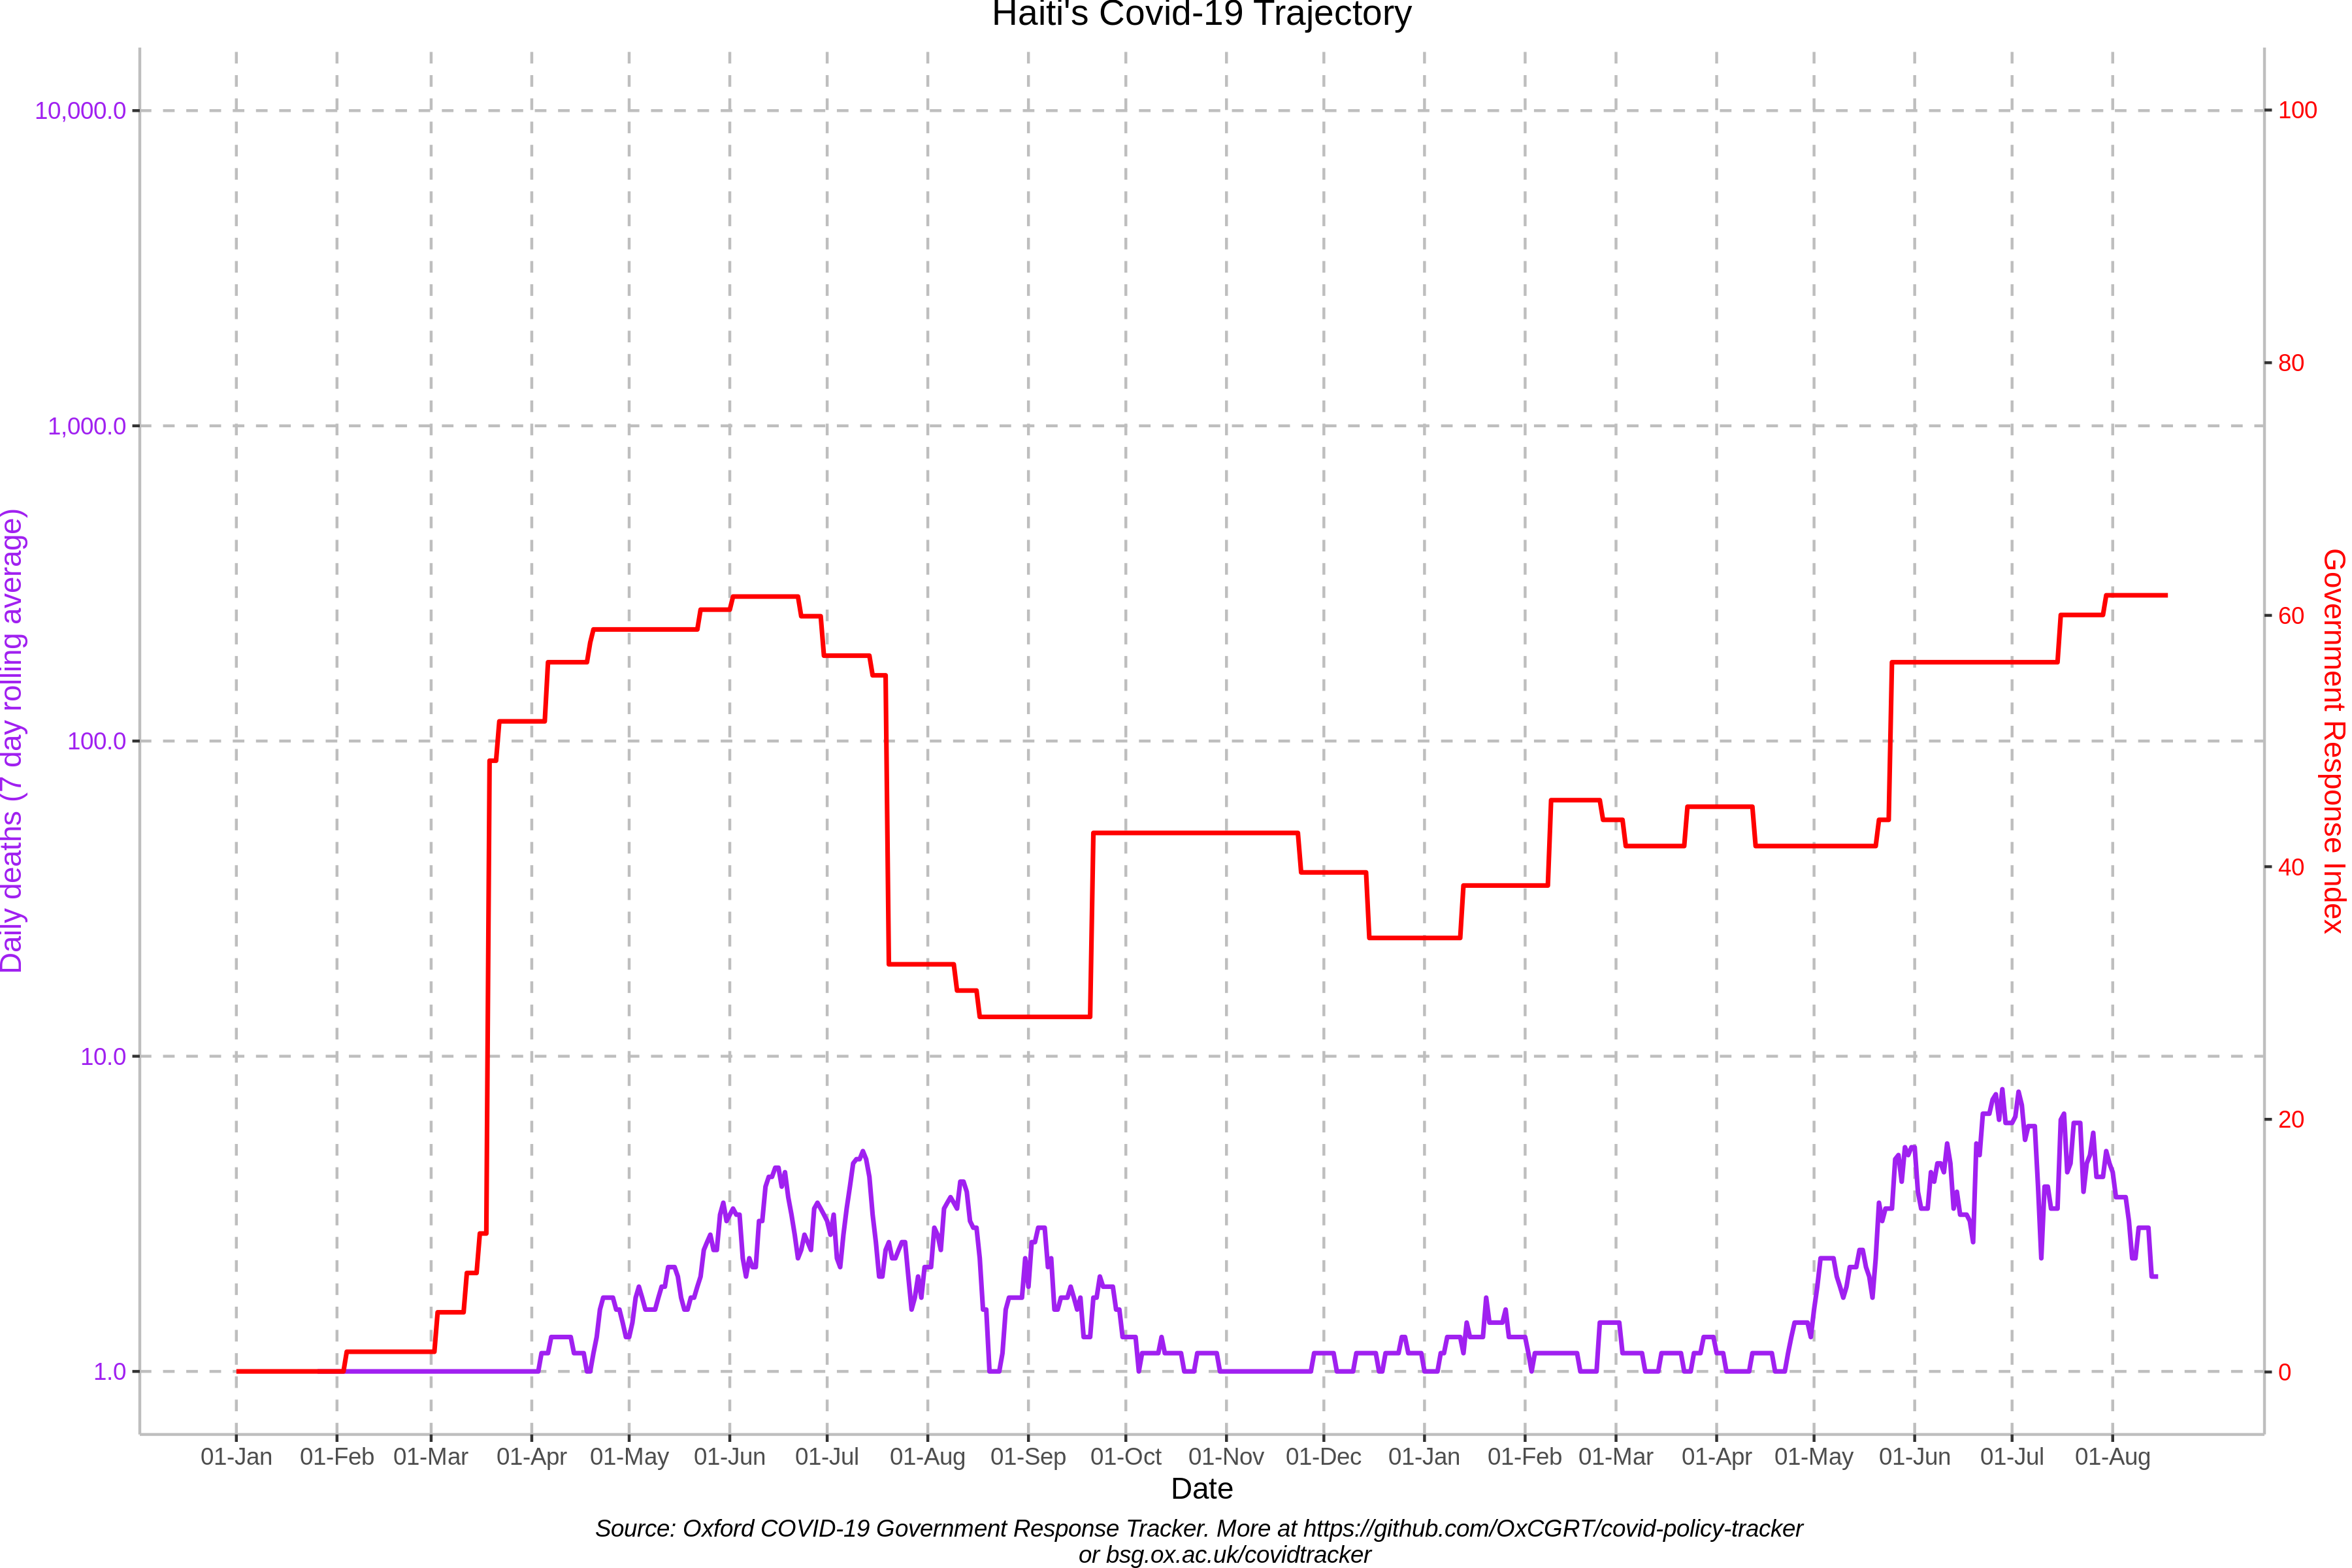 Haiti's Covid-19 Trajectory
10,000.0
1,000.0
100.0
10.0
1.0
Daily deaths (7 day rolling average)
100
80
60
40
20
0
Government Response Index
01-Jan 01-Feb 01-Mar 01-Apr 01-May 01-Jun 01-Jul 01-Aug 01-Sep 01-Oct 01-Nov 01-Dec 01-Jan 01-Feb 01-Mar 01-Apr 01-May 01-Jun 01-Jul 01-Aug
Date
Source: Oxford COVID-19 Government Response Tracker. More at https://github.com/OxCGRT/covid-policy-tracker
or bsg.ox.ac.uk/covidtracker